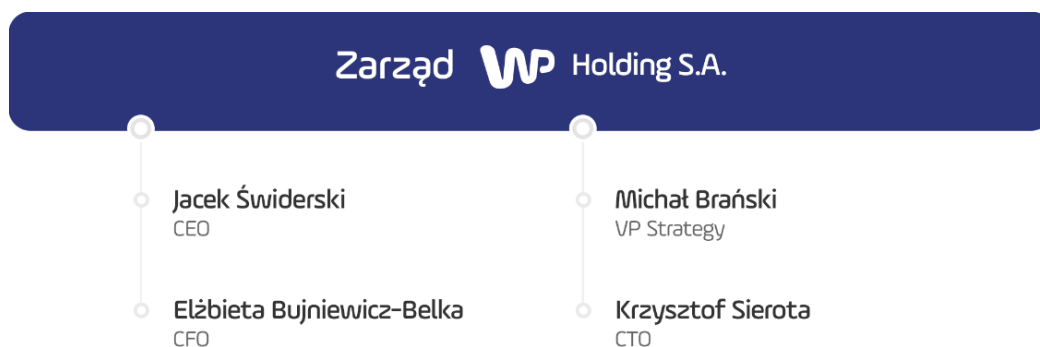 Zarząd WP Holding S.A.
Jacek Świderski
CEO
Elżbieta Bujniewicz-Belka
CFO
Michał Brański
VP Strategy
Krzysztof Sierota
CTO